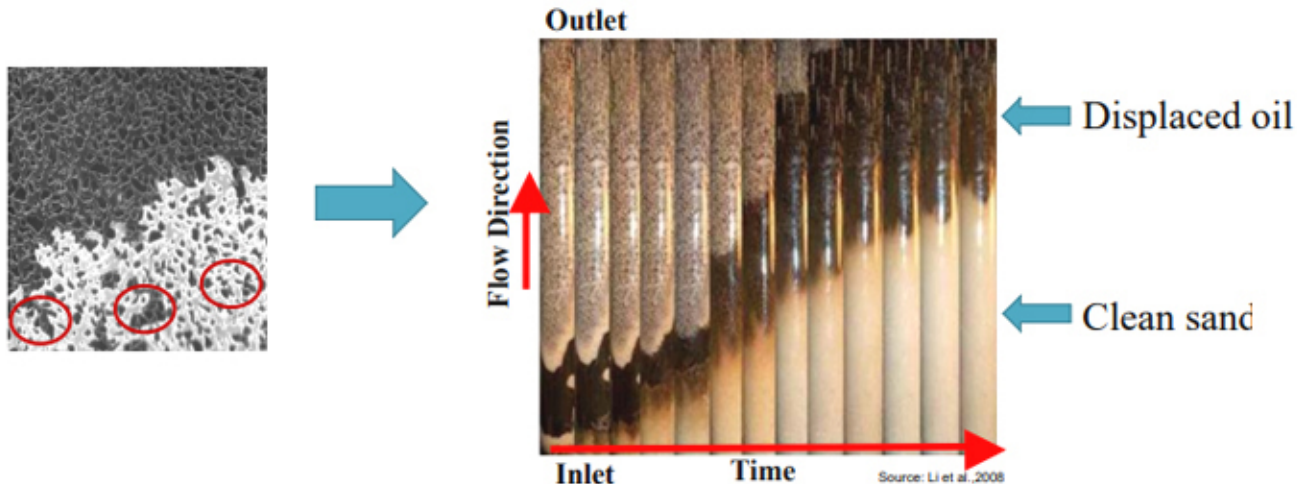 Outlet
Displaced oil
Flow Direction
Clean sand
Inlet
Time
Source: Li et al.,2008